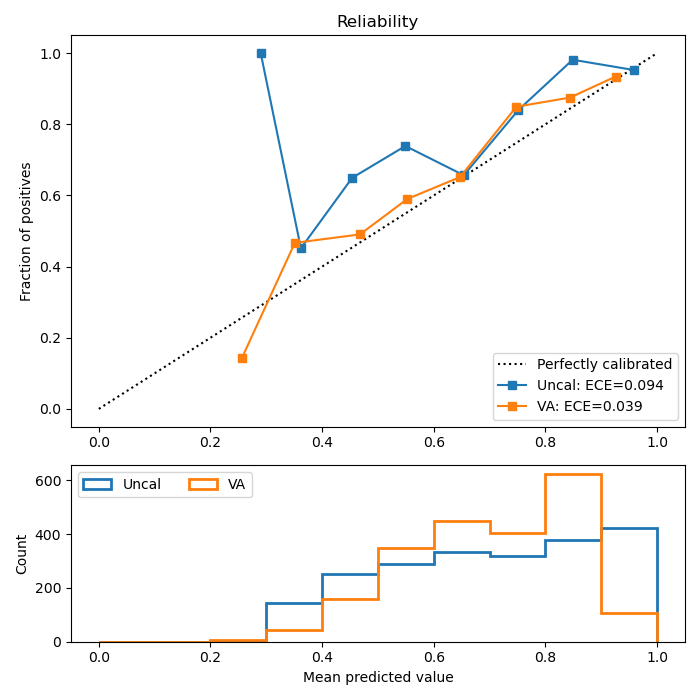 Reliability
1.0
0.8
0.6
0.4
0.2
0.0
Fraction of positives
Perfectly calibrated
Uncal: ECE=0.094
VA: ECE=0.039
0.0 0.2 0.4 0.6 0.8 1.0
Uncal VA
600
400
200
0
Count
0.0 0.2 0.4 0.6 0.8 1.0
Mean predicted value